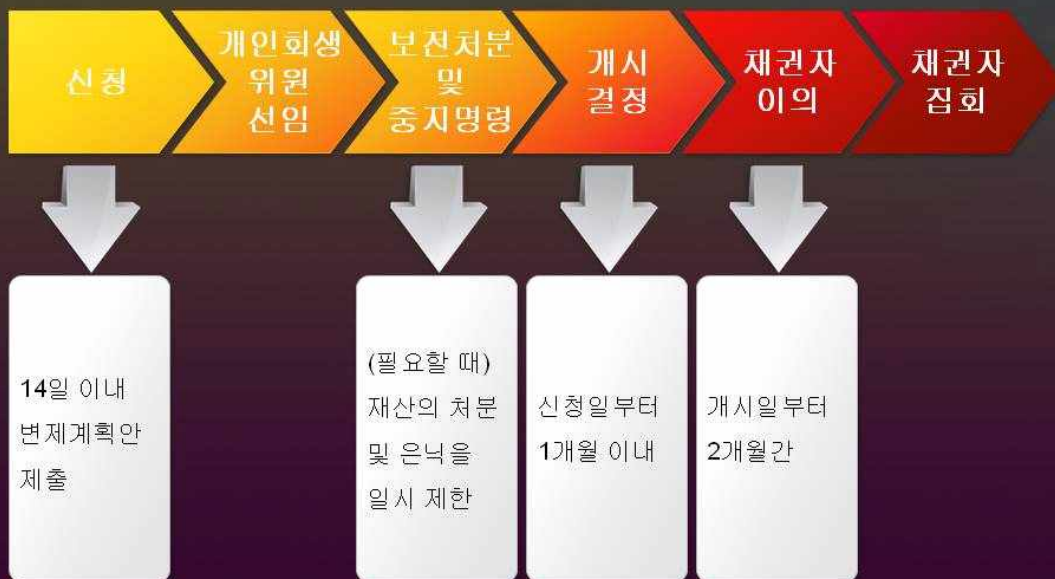 신청
개인회생
위원
선임
보전처분
및
중지명령
개시
결정
채권자
이의
채권자
집회
14일 이내
변제계획안
제출
(필요할 때)
재산의 처분
및 은닉을
일시 제한
신청일부터
1개월 이내
개시일부터
2개월간